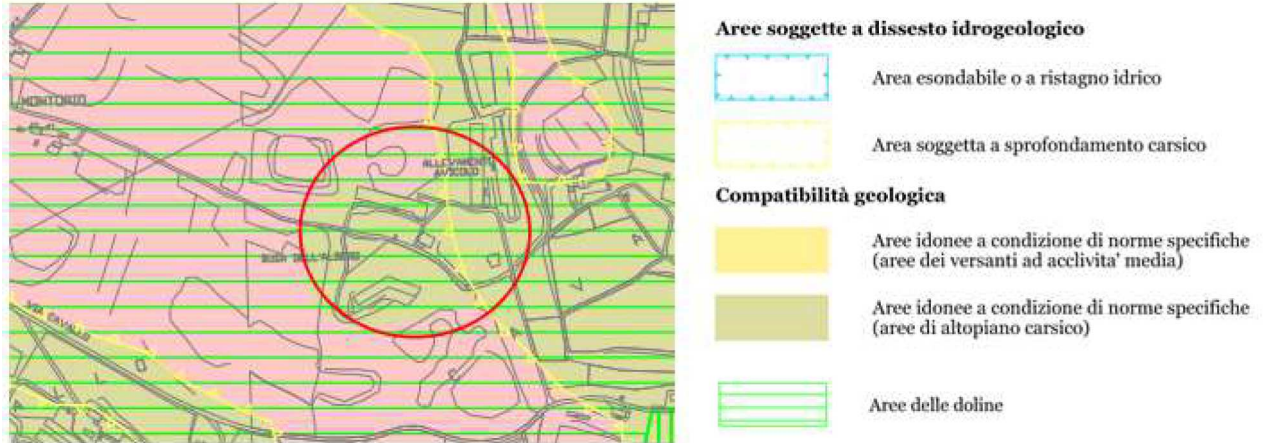 MONTORIO
ALLEVAMENTO
AVICOLO
VIA CAVALLO
Aree soggette a dissesto idrogeologico
Area esondabile o a ristagno idrico
Area soggetta a sprofondamento carsico
Compatibilità geologica
Aree idonee a condizione di norme specifiche
(aree dei versanti ad acclivita' media)
Aree idonee a condizione di norme specifiche
(aree di altopiano carsico)
Aree delle doline